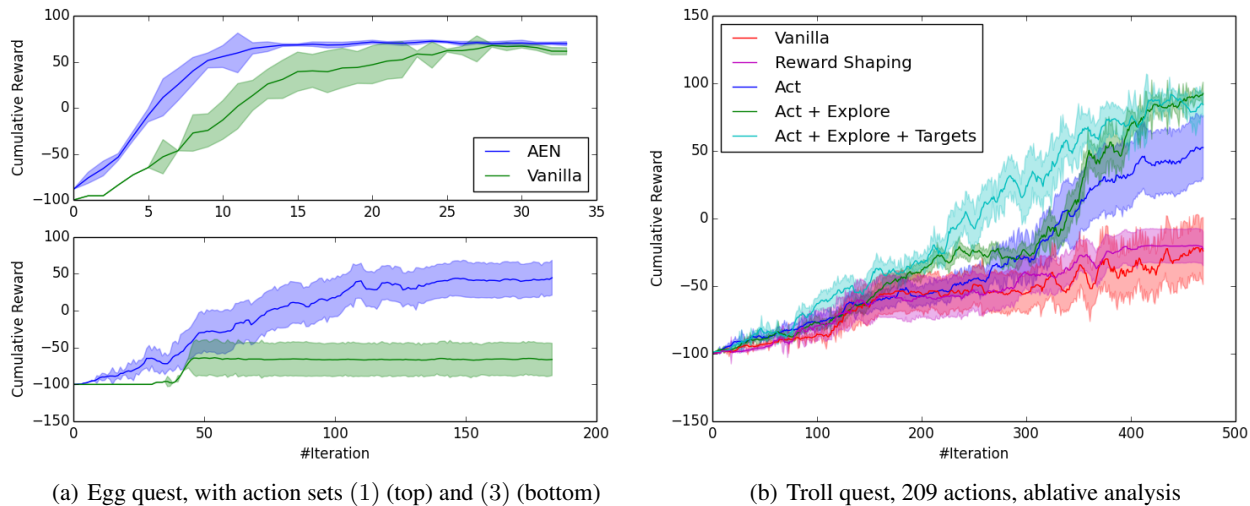 100
50
0
−50
−100
Cumulative Reward
0 5 10 15 20 25 30 35
AEN
Vanilla
100
50
0
−50
−100
−150
Cumulative Reward
0 50 100 150 200
#Iteration
(a) Egg quest, with action sets (1) (top) and (3) (bottom)
150
100
50
0
−50
−100
−150
Cumulative Reward
Vanilla
Reward Shaping
Act
Act + Explore
Act + Explore + Targets
0 100 200 300 400 500
#Iteration
(b) Troll quest, 209 actions, ablative analysis